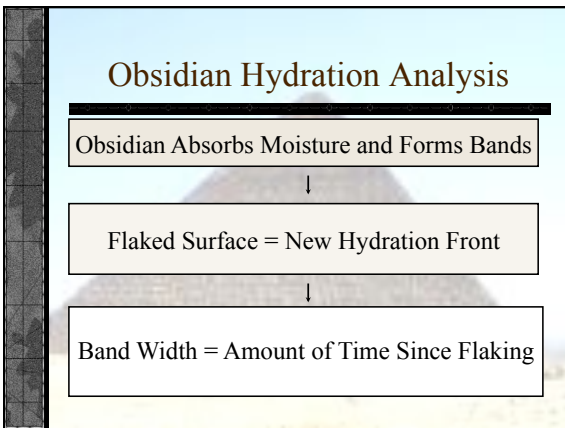 Obsidian Hydration Analysis
Obsidian Absorbs Moisture and Forms Bands
Flaked Surface = New Hydration Front
Band Width = Amount of Time Since Flaking